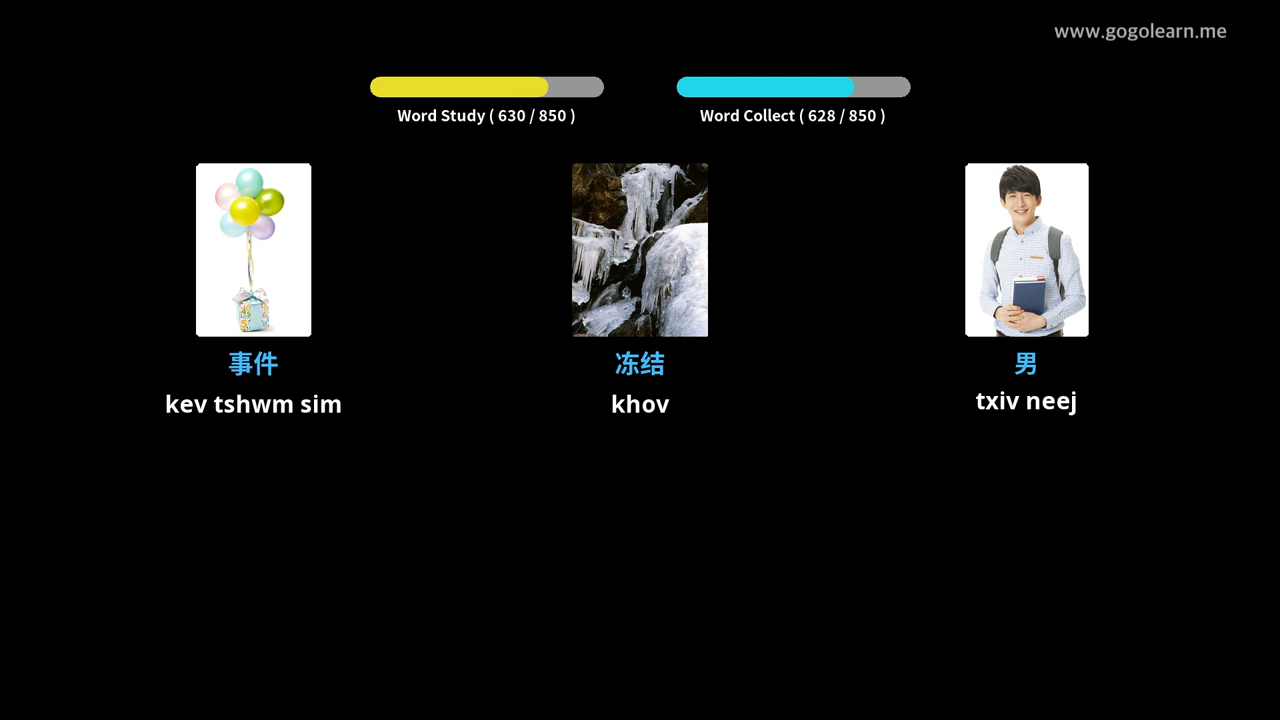 www.gogolearn.me
Word Study ( 630 / 850 )
Word Collect ( 628 / 850 )
事件
冻结
男
kev tshwm sim
khov
txiv neej